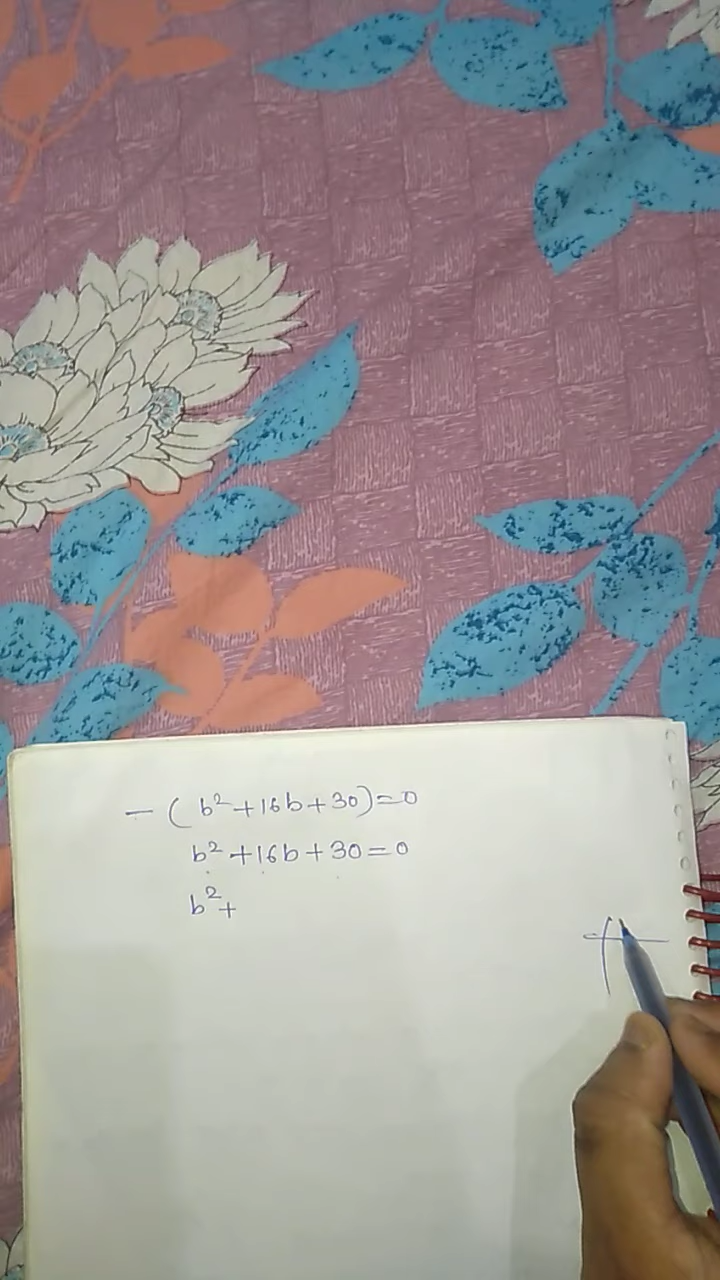 - ( b² + 16b + 30 ) = 0
b² + 16b + 30 = 0
b² +